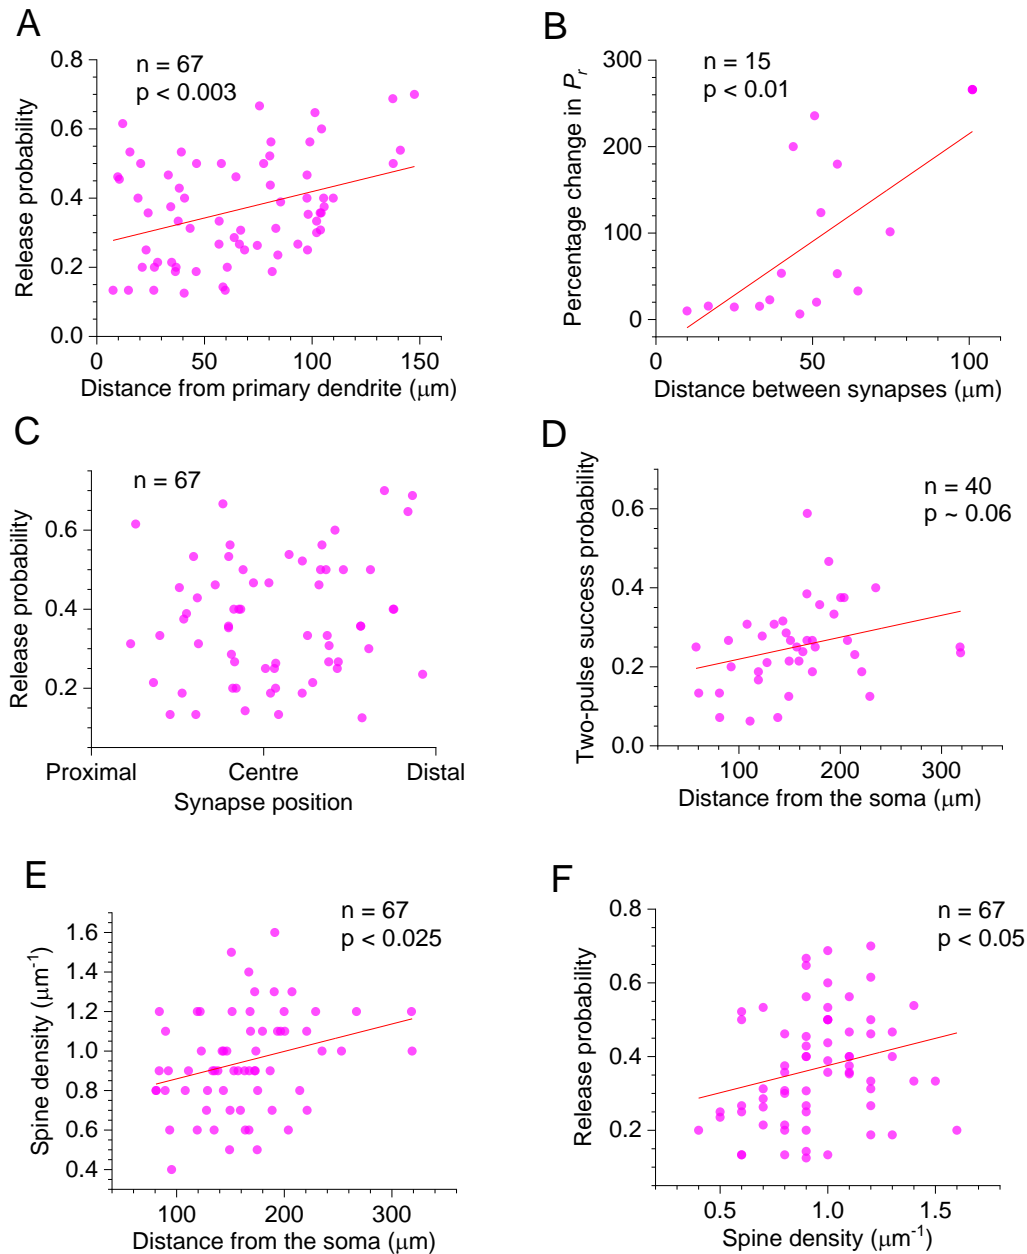 A
n = 67
p < 0.003
Release probability
0.8
0.6
0.4
0.2
0.0
0
50
100
150
Distance from primary dendrite (μm)
B
n = 15
p < 0.01
Percentage change in Pr
300
200
100
0
0
50
100
Distance between synapses (μm)
C
n = 67
Release probability
0.6
0.4
0.2
Proximal
Centre
Distal
Synapse position
D
n = 40
p ~ 0.06
Two-pulse success probability
0.6
0.4
0.2
0.0
100
200
300
Distance from the soma (μm)
E
n = 67
p < 0.025
Spine density (μm⁻¹)
1.6
1.4
1.2
1.0
0.8
0.6
0.4
100
200
300
Distance from the soma (μm)
F
n = 67
p < 0.05
Release probability
0.8
0.6
0.4
0.2
0.5
1.0
1.5
Spine density (μm⁻¹)